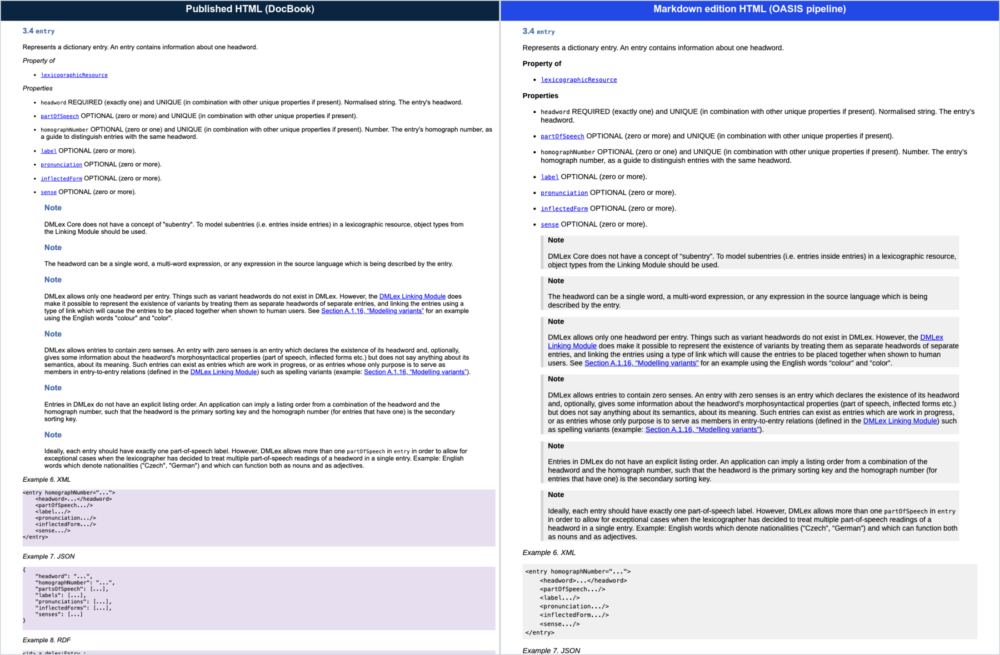 Published HTML (DocBook)
3.4 entry
Represents a dictionary entry. An entry contains information about one headword.
Property of
• lexicographicResource
Properties
• headword REQUIRED (exactly one) and UNIQUE (in combination with other unique properties if present). Normalised string. The entry's headword.
• partOfSpeech OPTIONAL (zero or more) and UNIQUE (in combination with other unique properties if present).
• homographNumber OPTIONAL (zero or one) and UNIQUE (in combination with other unique properties if present). Number. The entry's homograph number, as
a guide to distinguish entries with the same headword.
• label OPTIONAL (zero or more).
• pronunciation OPTIONAL (zero or more).
• inflectedForm OPTIONAL (zero or more).
• sense OPTIONAL (zero or more).
Note
DMLex Core does not have a concept of "subentry". To model subentries (i.e. entries inside entries) in a lexicographic resource, object types from
the Linking Module should be used.
Note
The headword can be a single word, a multi-word expression, or any expression in the source language which is being described by the entry.
Note
DMLex allows only one headword per entry. Things such as variant headwords do not exist in DMLex. However, the DMLex Linking Module does
make it possible to represent the existence of variants by treating them as separate headwords of separate entries, and linking the entries using a
type of link which will cause the entries to be placed together when shown to human users. See Section A.1.16, “Modelling variants” for an example
using the English words "colour" and "color".
Note
DMLex allows entries to contain zero senses. An entry with zero senses is an entry which declares the existence of its headword and, optionally,
gives some information about the headword's morphosyntactical properties (part of speech, inflected forms etc.) but does not say anything about its
semantics, about its meaning. Such entries can exist as entries which are work in progress, or as entries whose only purpose is to serve as
members in entry-to-entry relations (defined in the DMLex Linking Module) such as spelling variants (example: Section A.1.16, “Modelling variants”).
Note
Entries in DMLex do not have an explicit listing order. An application can imply a listing order from a combination of the headword and the
homograph number, such that the headword is the primary sorting key and the homograph number (for entries that have one) is the secondary
sorting key.
Note
Ideally, each entry should have exactly one part-of-speech label. However, DMLex allows more than one partOfSpeech in entry in order to allow for
exceptional cases when the lexicographer has decided to treat multiple part-of-speech readings of a headword in a single entry. Example: English
words which denote nationalities ("Czech", "German") and which can function both as nouns and as adjectives.
Example 6. XML
<entry homographNumber="...">
<headword>...</headword>
<partOfSpeech.../>
<label.../>
<pronunciation.../>
<inflectedForm.../>
<sense.../>
</entry>
Example 7. JSON
{
"headword": "...",
"homographNumber": "...",
"partsOfSpeech": [...],
"labels": [...],
"pronunciations": [...],
"inflectedForms": [...],
"senses": [...]
}
Example 8. RDF
<id> a dmlex:Entry ;
Markdown edition HTML (OASIS pipeline)
3.4 entry
Represents a dictionary entry. An entry contains information about one headword.
Property of
• lexicographicResource
Properties
• headword REQUIRED (exactly one) and UNIQUE (in combination with other unique properties if present). Normalised string. The entry’s
headword.
• partOfSpeech OPTIONAL (zero or more) and UNIQUE (in combination with other unique properties if present).
• homographNumber OPTIONAL (zero or one) and UNIQUE (in combination with other unique properties if present). Number. The entry’s
homograph number, as a guide to distinguish entries with the same headword.
• label OPTIONAL (zero or more).
• pronunciation OPTIONAL (zero or more).
• inflectedForm OPTIONAL (zero or more).
• sense OPTIONAL (zero or more).
Note
DMLex Core does not have a concept of “subentry”. To model subentries (i.e. entries inside entries) in a lexicographic resource,
object types from the Linking Module should be used.
Note
The headword can be a single word, a multi-word expression, or any expression in the source language which is being
described by the entry.
Note
DMLex allows only one headword per entry. Things such as variant headwords do not exist in DMLex. However, the DMLex
Linking Module does make it possible to represent the existence of variants by treating them as separate headwords of separate
entries, and linking the entries using a type of link which will cause the entries to be placed together when shown to human
users. See Section A.1.16, “Modelling variants” for an example using the English words “colour” and “color”.
Note
DMLex allows entries to contain zero senses. An entry with zero senses is an entry which declares the existence of its headword
and, optionally, gives some information about the headword’s morphosyntactical properties (part of speech, inflected forms etc.)
but does not say anything about its semantics, about its meaning. Such entries can exist as entries which are work in progress,
or as entries whose only purpose is to serve as members in entry-to-entry relations (defined in the DMLex Linking Module) such
as spelling variants (example: Section A.1.16, “Modelling variants”).
Note
Entries in DMLex do not have an explicit listing order. An application can imply a listing order from a combination of the
headword and the homograph number, such that the headword is the primary sorting key and the homograph number (for
entries that have one) is the secondary sorting key.
Note
Ideally, each entry should have exactly one part-of-speech label. However, DMLex allows more than one partOfSpeech in entry
in order to allow for exceptional cases when the lexicographer has decided to treat multiple part-of-speech readings of a
headword in a single entry. Example: English words which denote nationalities (“Czech”, “German”) and which can function both
as nouns and as adjectives.
Example 6. XML
<entry homographNumber="...">
<headword>...</headword>
<partOfSpeech.../>
<label.../>
<pronunciation.../>
<inflectedForm.../>
<sense.../>
</entry>
Example 7. JSON